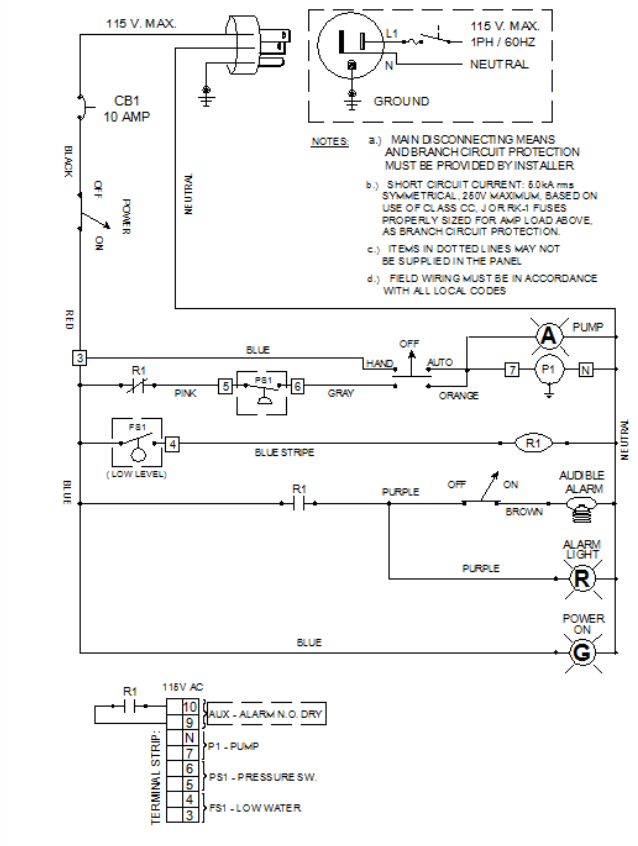 115 V. MAX.
L1
115 V. MAX.
1PH / 60HZ
N
NEUTRAL
GROUND
CB1
10 AMP
BLACK
OFF
POWER
ON
NEUTRAL
NOTES:
a.) MAIN DISCONNECTING MEANS
AND BRANCH CIRCUIT PROTECTION
MUST BE PROVIDED BY INSTALLER
b.) SHORT CIRCUIT CURRENT: 5.0kA rms
SYMMETRICAL, 250V MAXIMUM, BASED ON
USE OF CLASS CC, J OR RK-1 FUSES
PROPERLY SIZED FOR AMP LOAD ABOVE,
AS BRANCH CIRCUIT PROTECTION.
c.) ITEMS IN DOTTED LINES MAY NOT
BE SUPPLIED IN THE PANEL
d.) FIELD WIRING MUST BE IN ACCORDANCE
WITH ALL LOCAL CODES
RED
A
PUMP
3
BLUE
OFF
HAND
AUTO
7
P1
N
R1
PINK
5
PS1
6
GRAY
ORANGE
FS1
4
(LOW LEVEL)
BLUE STRIPE
R1
NEUTRAL
BLUE
R1
PURPLE
OFF
ON
BROWN
AUDIBLE
ALARM
PURPLE
ALARM
LIGHT
R
BLUE
POWER
ON
G
R1
115V AC
TERMINAL STRIP:
10
9
AUX - ALARM N.O. DRY
N
7
P1 - PUMP
6
5
PS1 - PRESSURE SW.
4
3
FS1 - LOW WATER